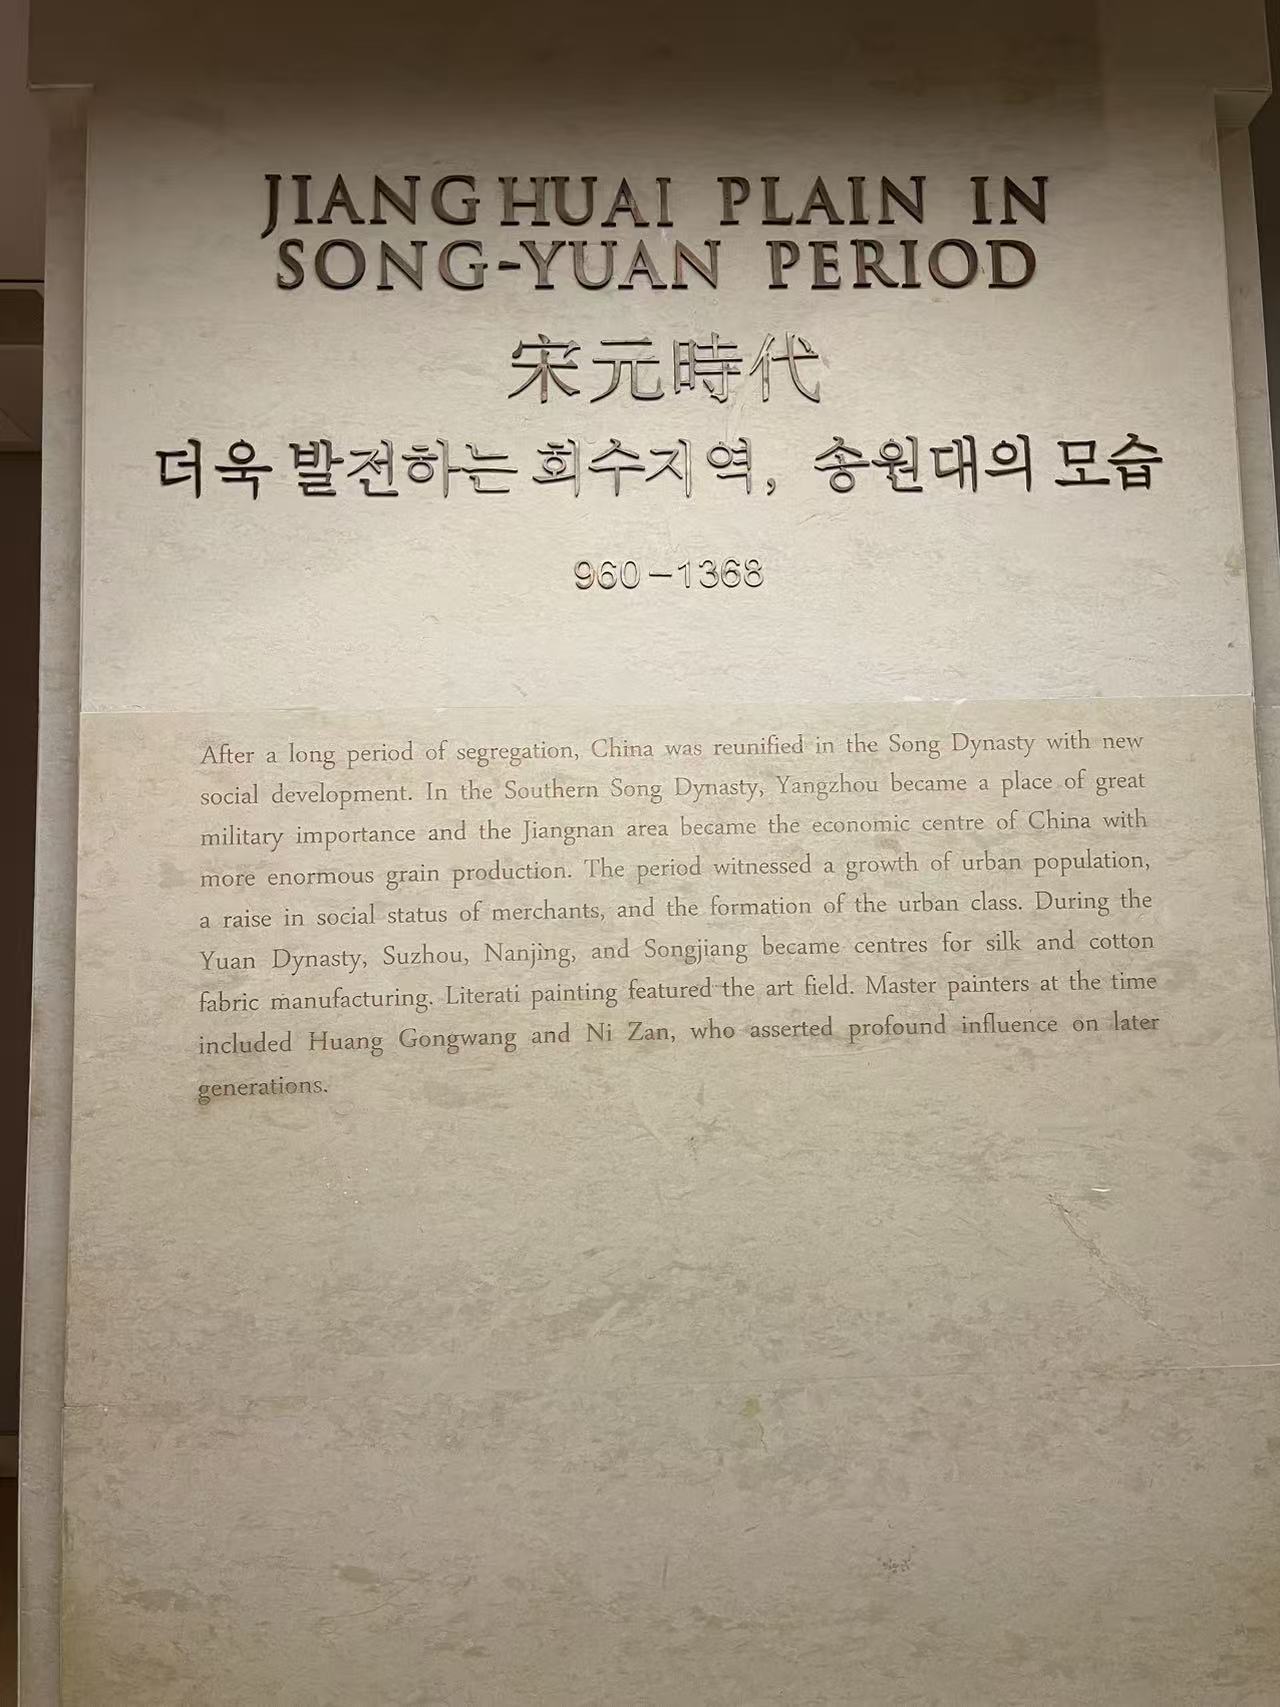 JIANGHUAI PLAIN IN
SONG-YUAN PERIOD
宋元時代
더욱 발전하는 회수지역, 송원대의 모습
960-1368
After a long period of segregation, China was reunified in the Song Dynasty with new
social development. In the Southern Song Dynasty, Yangzhou became a place of great
military importance and the Jiangnan area became the economic centre of China with
more enormous grain production. The period witnessed a growth of urban population,
a raise in social status of merchants, and the formation of the urban class. During the
Yuan Dynasty, Suzhou, Nanjing, and Songjiang became centres for silk and cotton
fabric manufacturing. Literati painting featured the art field. Master painters at the time
included Huang Gongwang and Ni Zan, who asserted profound influence on later
generations.